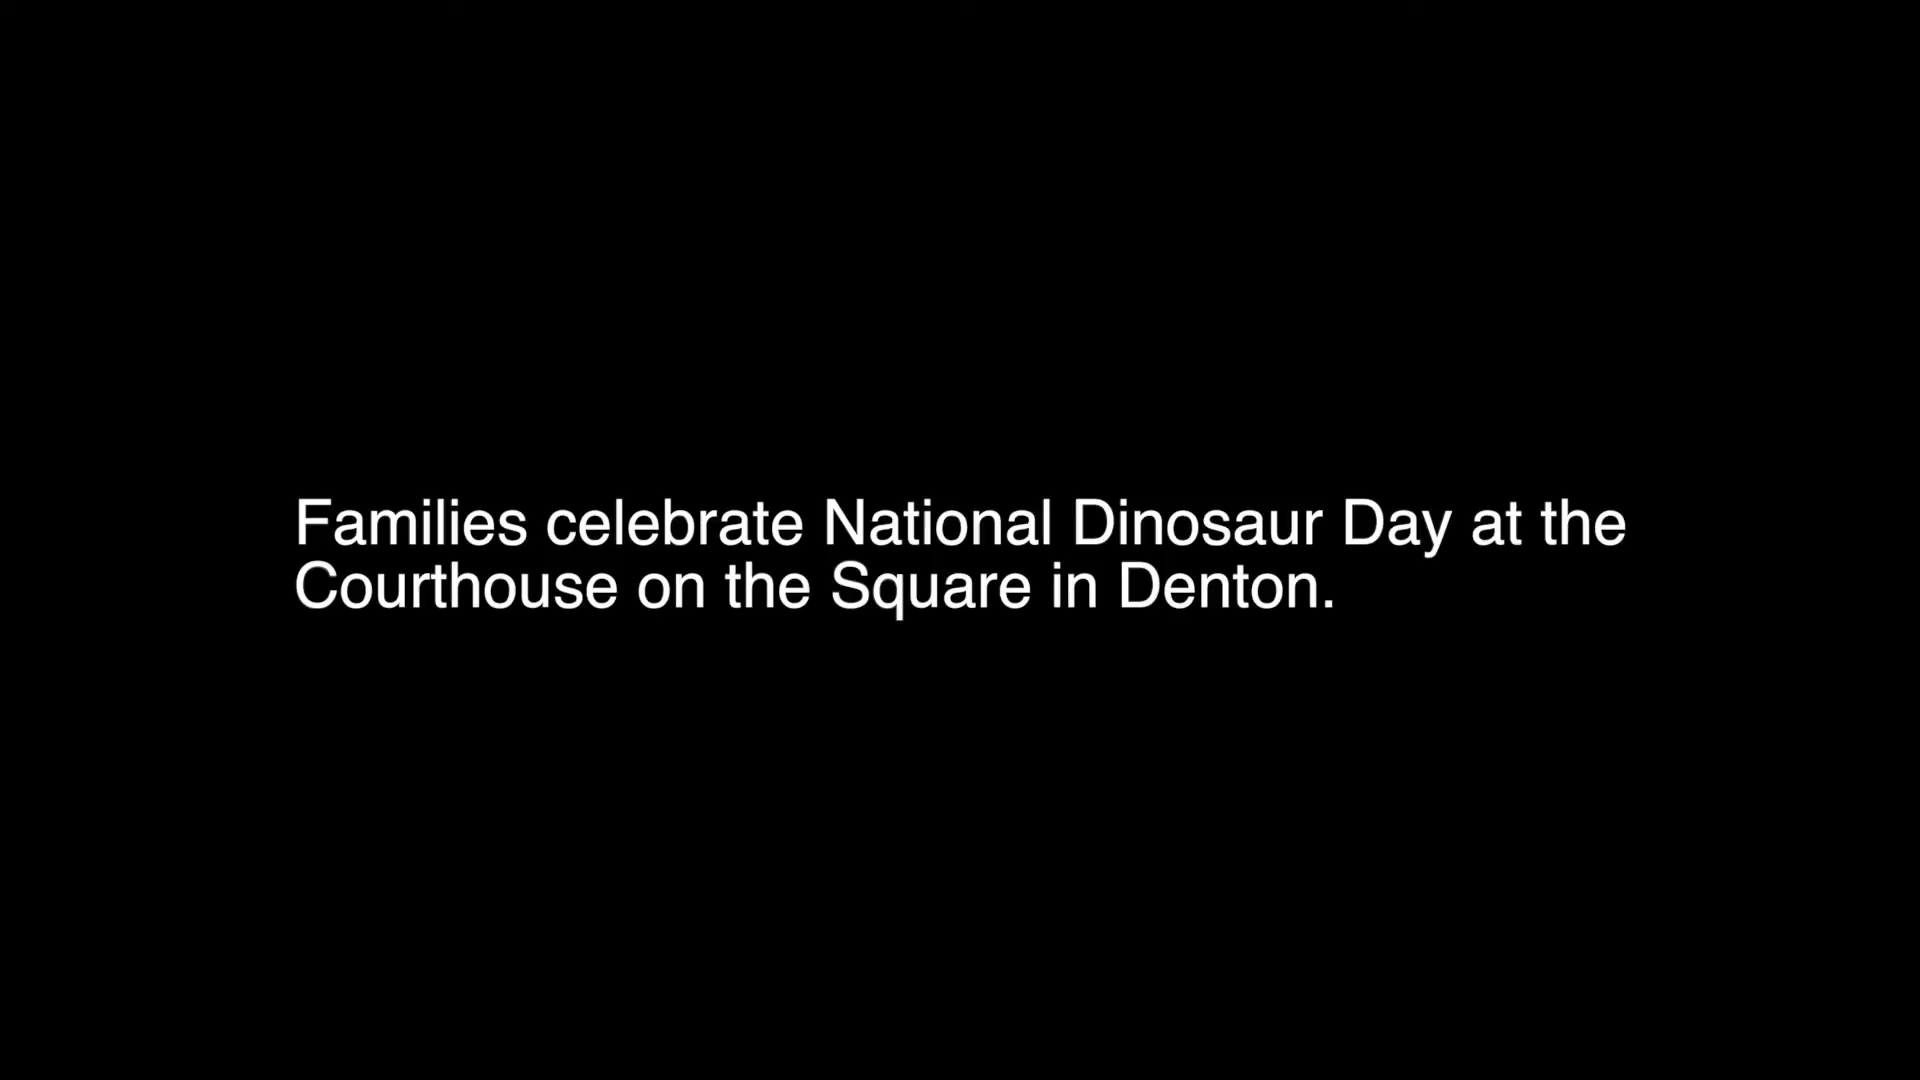 Families celebrate National Dinosaur Day at the
Courthouse on the Square in Denton.